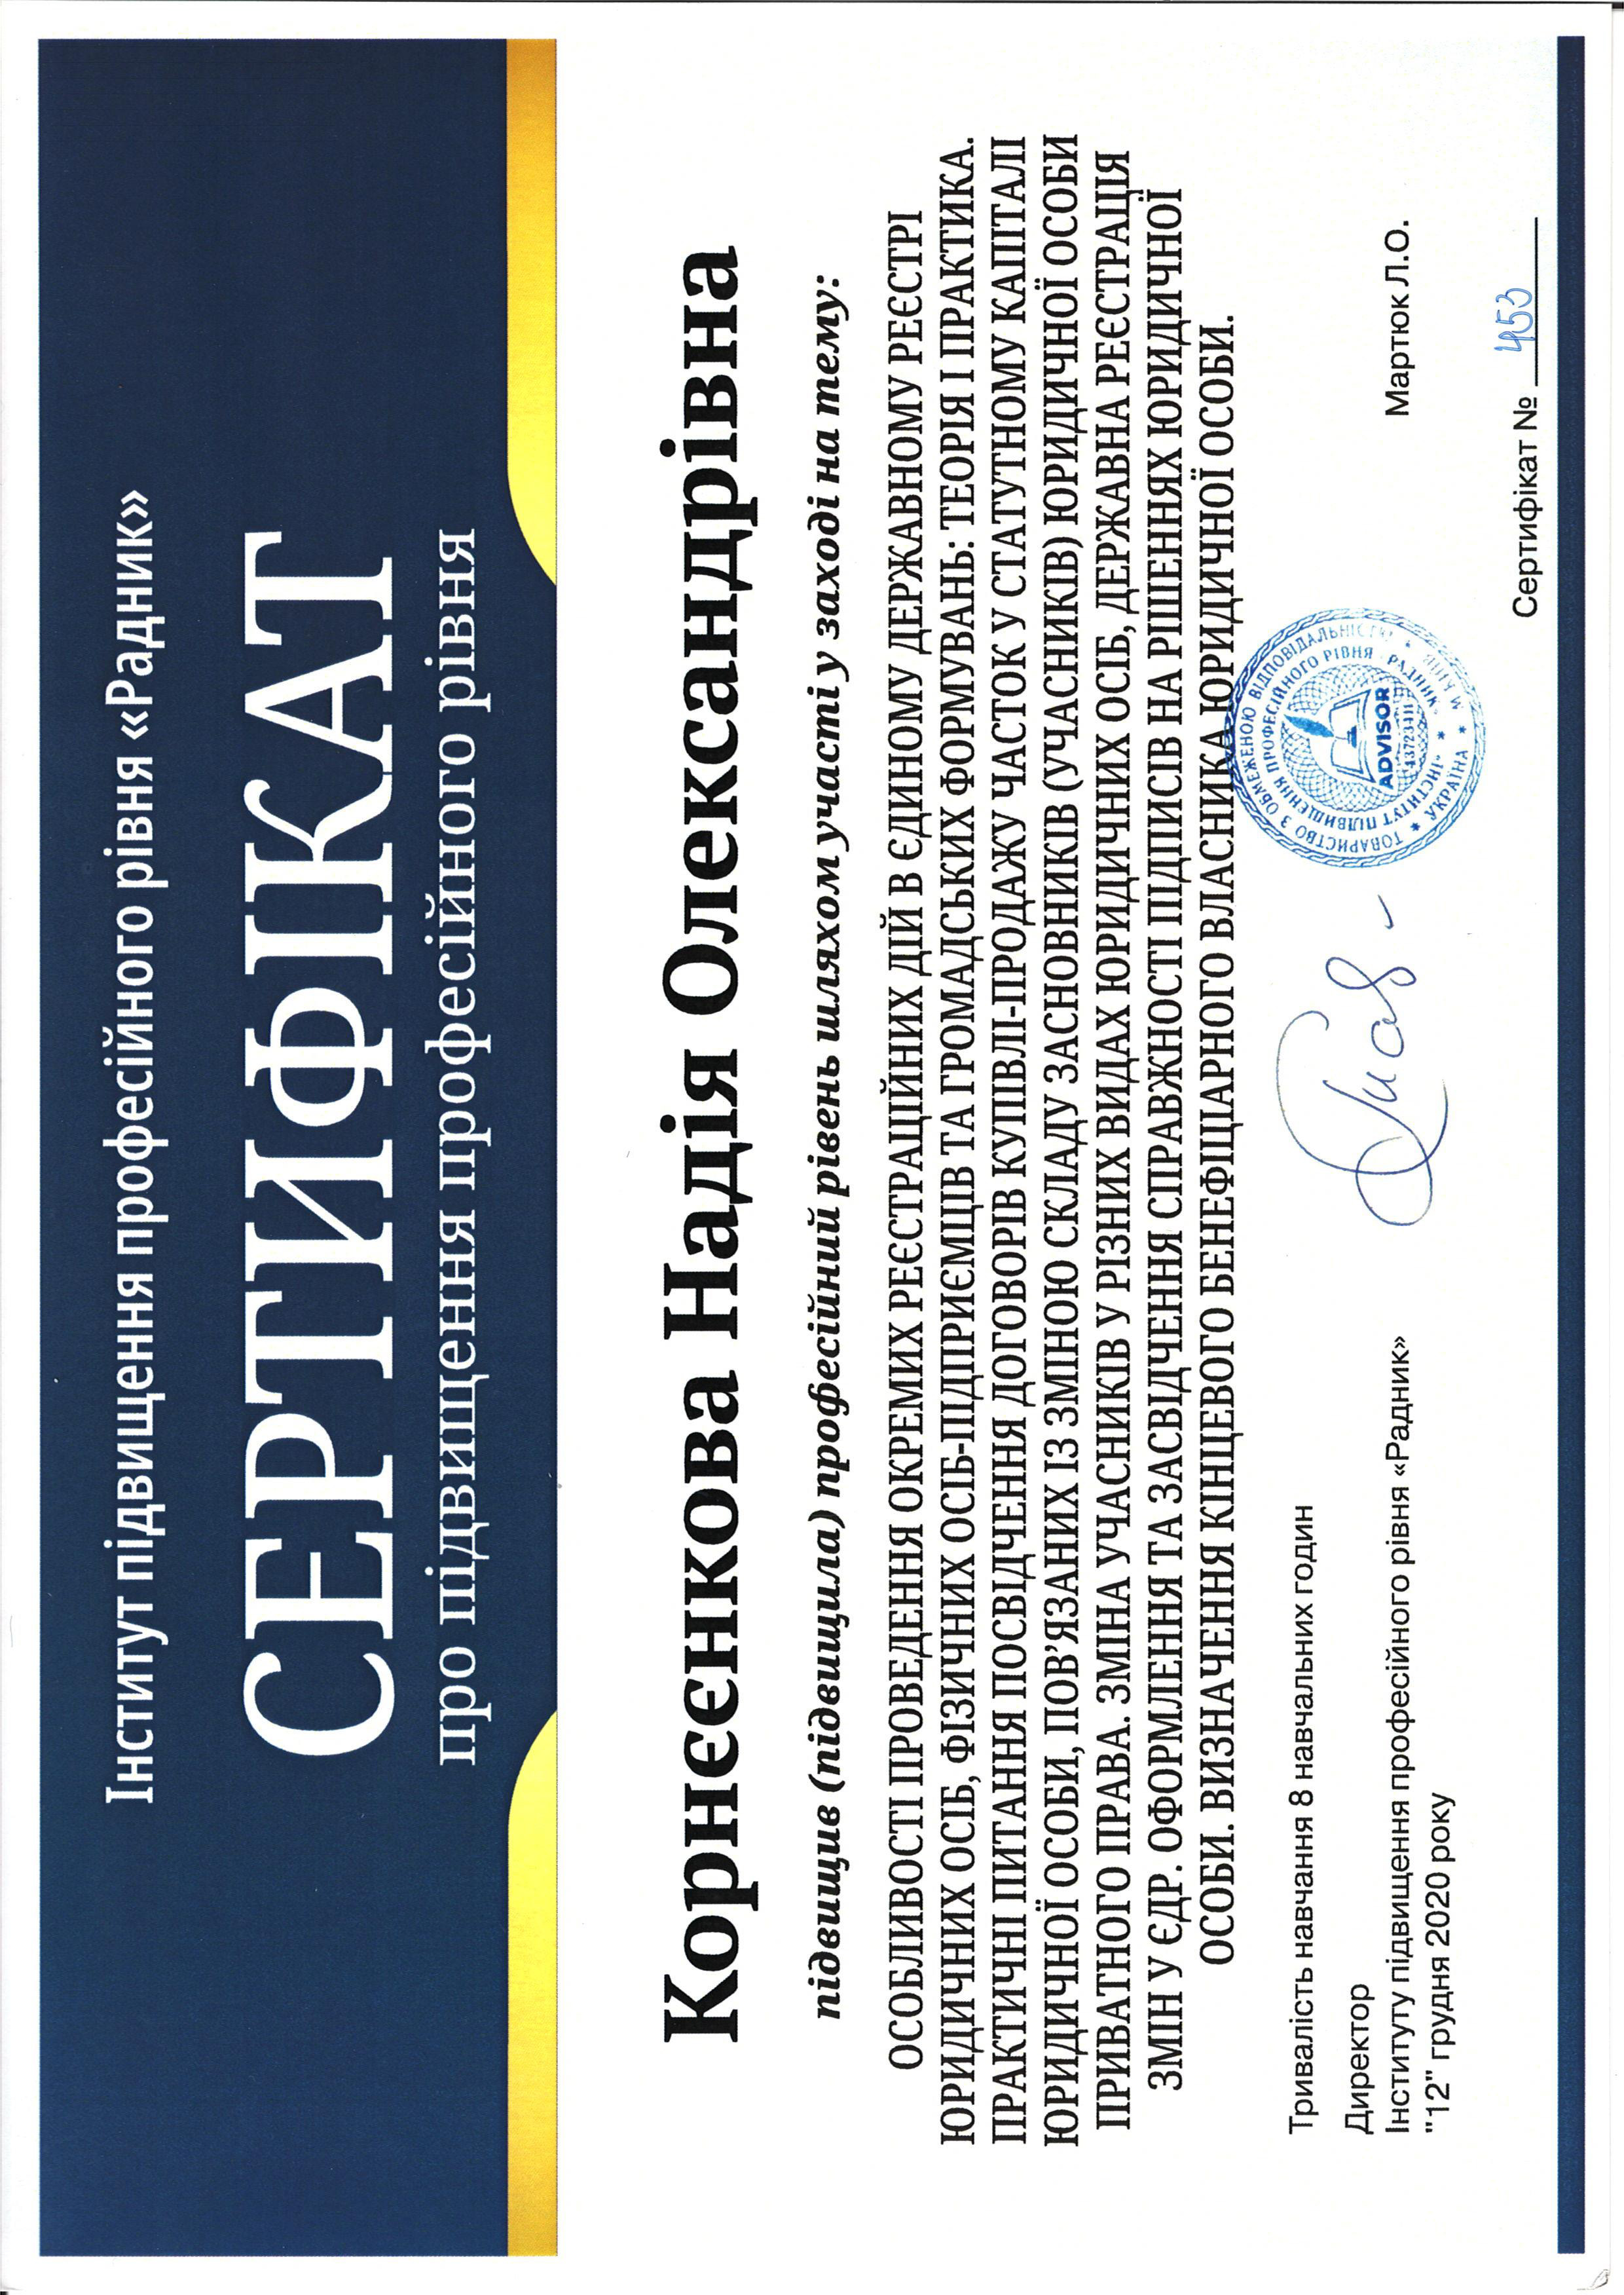 Інститут підвищення професійного рівня «Радник»
СЕРТИФІКАТ
про підвищення професійного рівня
Корнєєнкова Надія Олександрівна
підвищив (підвищила) професійний рівень шляхом участі у заході на тему:
ОСОБЛИВОСТІ ПРОВЕДЕННЯ ОКРЕМИХ РЕЄСТРАЦІЙНИХ ДІЙ В ЄДИНОМУ ДЕРЖАВНОМУ РЕЄСТРІ
ЮРИДИЧНИХ ОСІБ, ФІЗИЧНИХ ОСІБ-ПІДПРИЄМЦІВ ТА ГРОМАДСЬКИХ ФОРМУВАНЬ: ТЕОРІЯ І ПРАКТИКА.
ПРАКТИЧНІ ПИТАННЯ ПОСВІДЧЕННЯ ДОГОВОРІВ КУПІВЛІ-ПРОДАЖУ ЧАСТОК У СТАТУТНОМУ КАПІТАЛІ
ЮРИДИЧНОЇ ОСОБИ, ПОВ’ЯЗАНИХ ІЗ ЗМІНОЮ СКЛАДУ ЗАСНОВНИКІВ (УЧАСНИКІВ) ЮРИДИЧНОЇ ОСОБИ
ПРИВАТНОГО ПРАВА. ЗМІНА УЧАСНИКІВ У РІЗНИХ ВИДАХ ЮРИДИЧНИХ ОСІБ, ДЕРЖАВНА РЕЄСТРАЦІЯ
ЗМІН У ЄДР. ОФОРМЛЕННЯ ТА ЗАСВІДЧЕННЯ СПРАВЖНОСТІ ПІДПИСІВ НА РІШЕННЯХ ЮРИДИЧНОЇ
ОСОБИ. ВИЗНАЧЕННЯ КІНЦЕВОГО БЕНЕФІЦІАРНОГО ВЛАСНИКА ЮРИДИЧНОЇ ОСОБИ.
Тривалість навчання 8 навчальних годин
Директор
Інституту підвищення професійного рівня «Радник»
"12" грудня 2020 року
ТОВАРИСТВО З ОБМЕЖЕНОЮ ВІДПОВІДАЛЬНІСТЮ
"ІНСТИТУТ ПІДВИЩЕННЯ ПРОФЕСІЙНОГО РІВНЯ "РАДНИК"
ADVISOR
43723411
УКРАЇНА * М КИЇВ
Мартюк Л.О.
Сертифікат № 453